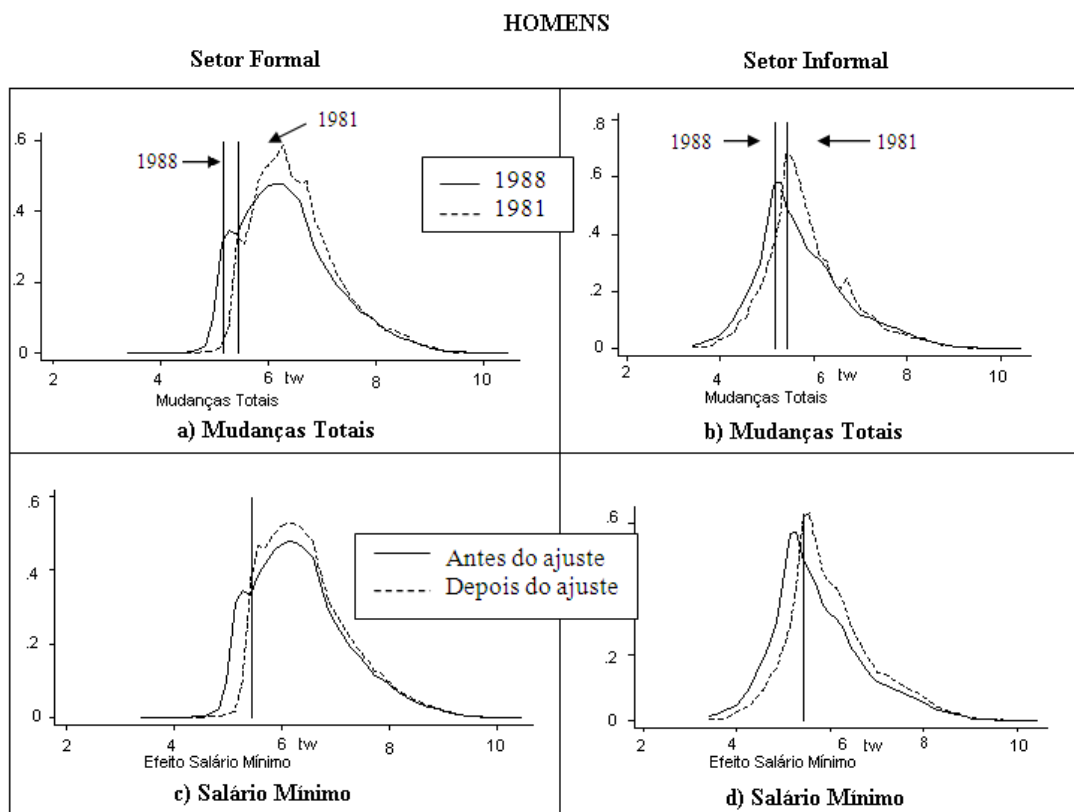 HOMENS
Setor Formal
Setor Informal
1981
1988
1988
1981
1988
1981
.6
.4
.2
0
2
4
6
tw
8
10
Mudanças Totais
a) Mudanças Totais
.8
.6
.4
.2
0
2
4
6
tw
8
10
Mudanças Totais
b) Mudanças Totais
Antes do ajuste
Depois do ajuste
.6
.4
.2
0
2
4
6
tw
8
10
Efeito Salário Mínimo
c) Salário Mínimo
.6
.2
0
2
4
6
tw
8
10
Efeito Salário Mínimo
d) Salário Mínimo